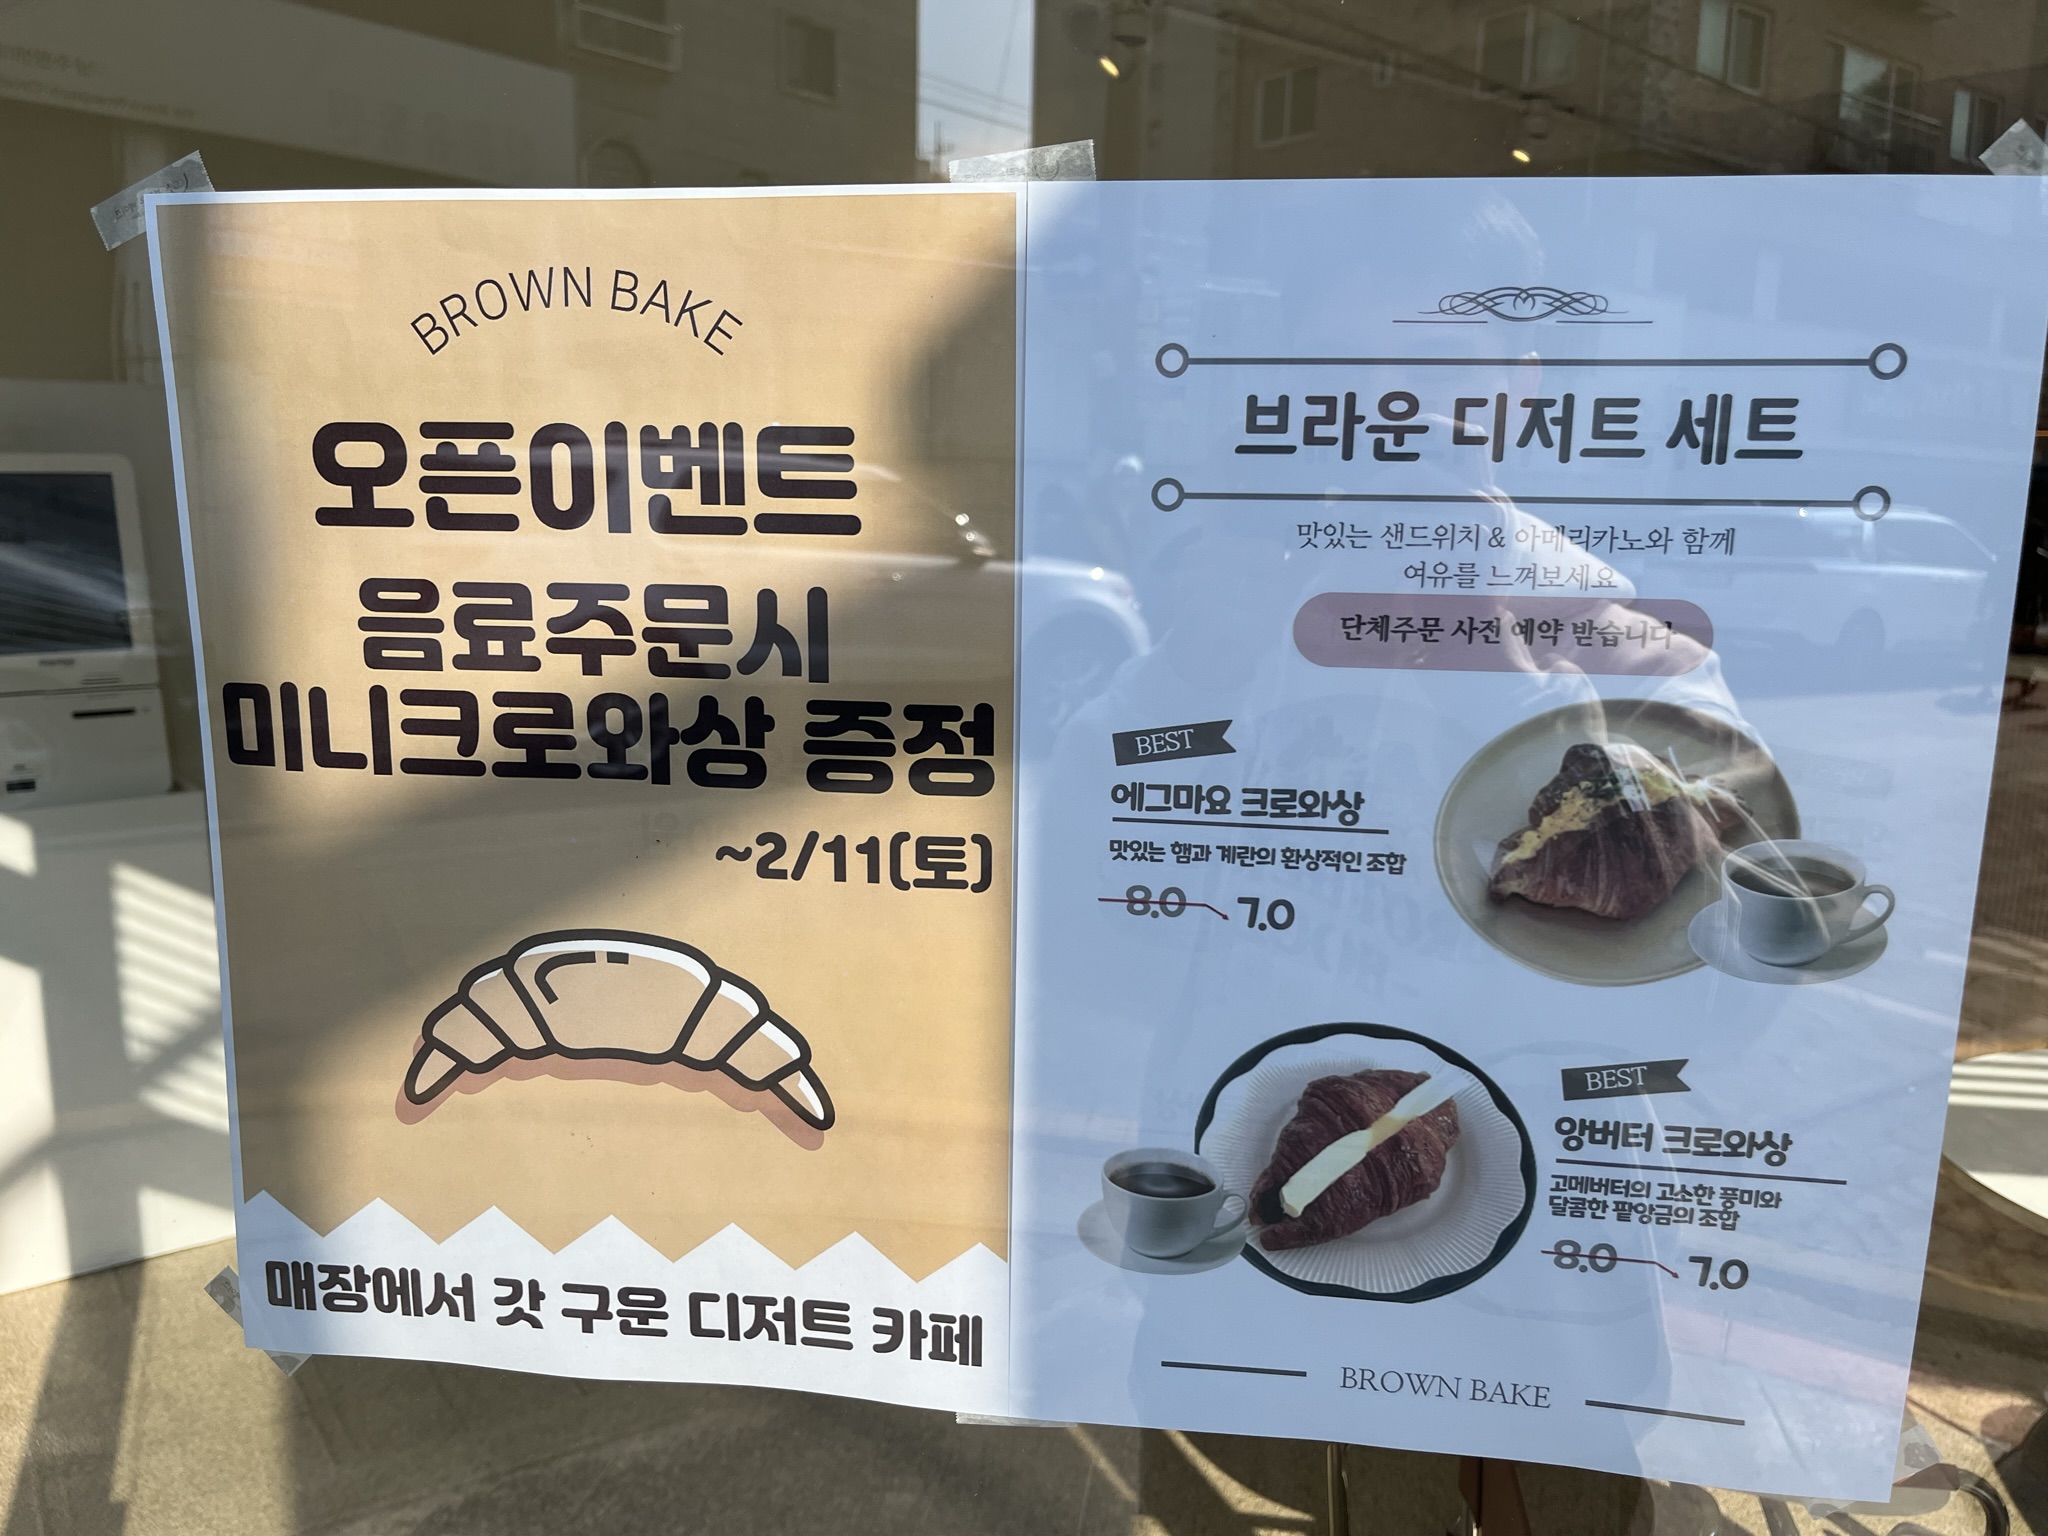 BROWN BAKE
오픈이벤트
음료주문시
미니크로와상 증정
~2/11(토)
매장에서 갓 구운 디저트 카페
브라운 디저트 세트
맛있는 샌드위치 & 아메리카노와 함께
여유를 느껴보세요
단체주문 사전 예약 받습니다
BEST
에그마요 크로와상
맛있는 햄과 계란의 환상적인 조합
8.0 7.0
BEST
앙버터 크로와상
고메버터의 고소한 풍미와
달콤한 팥앙금의 조합
8.0 7.0
BROWN BAKE